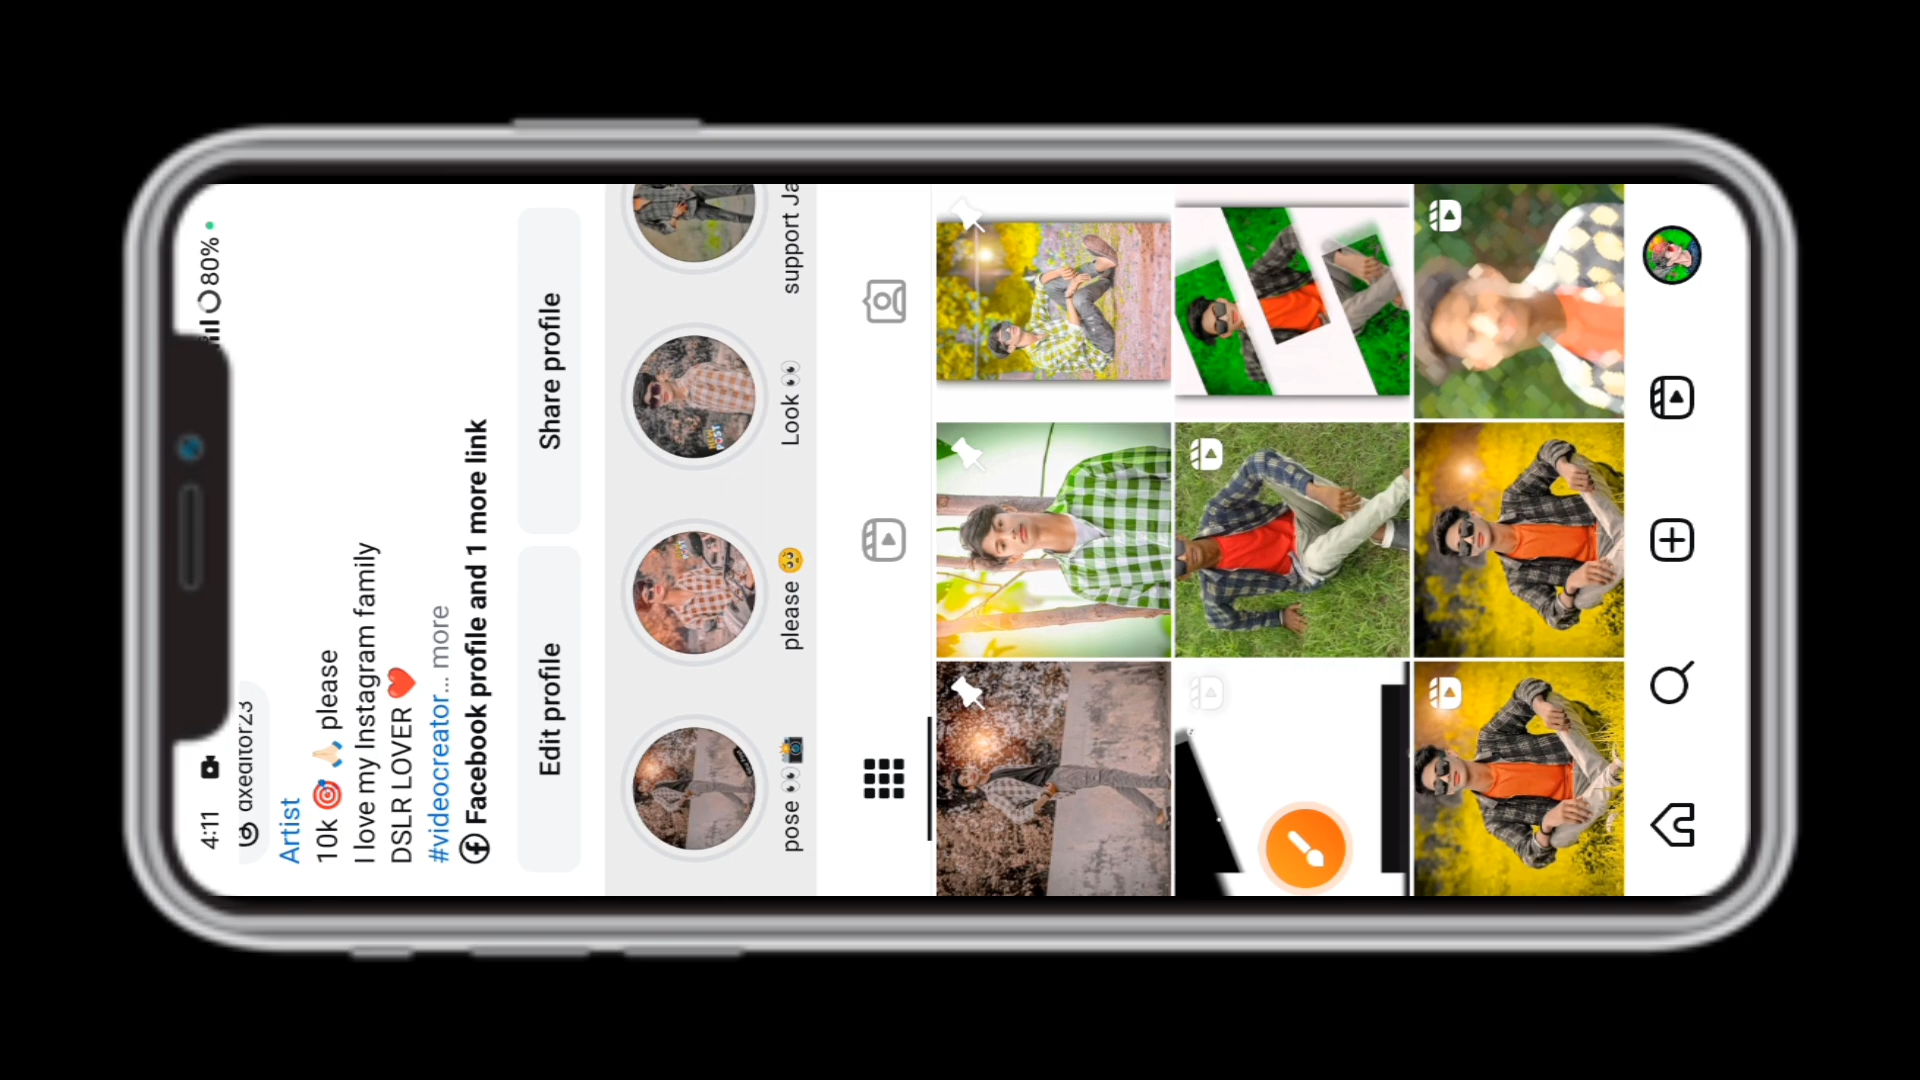 4:11
80%
axeditor23
Artist
10k 🎯 🙏🏻 please
I love my Instagram family
DSLR LOVER ❤️
#videocreator... more
Facebook profile and 1 more link
Edit profile
Share profile
pose 👀 📸
please 🥺
Look 👀
support Ja